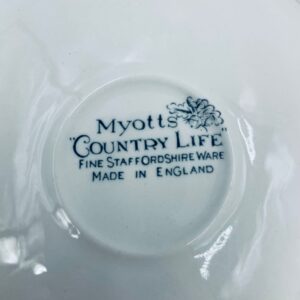 Myotts
"COUNTRY LIFE"
FINE STAFFORDSHIRE WARE
MADE IN ENGLAND